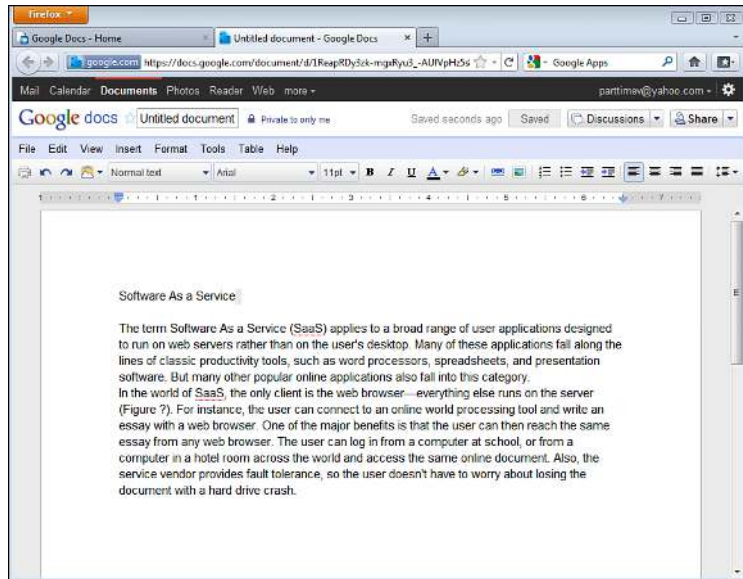 Firefox
Google Docs - Home
Untitled document - Google Docs
google.com https://docs.google.com/document/d/1ReapRDy3zk-mgxRyu3_-AUfVpHz5s
Google Apps
Mail Calendar Documents Photos Reader Web more
parttimev@yahoo.com
Google docs Untitled document Private to only me Saved seconds ago Saved Discussions Share
File Edit View Insert Format Tools Table Help
Normal text Arial 11pt B I U A
1 1 2 3 4 5 6 7
Software As a Service
The term Software As a Service (SaaS) applies to a broad range of user applications designed
to run on web servers rather than on the user's desktop. Many of these applications fall along the
lines of classic productivity tools, such as word processors, spreadsheets, and presentation
software. But many other popular online applications also fall into this category.
In the world of SaaS, the only client is the web browser—everything else runs on the server
(Figure ?). For instance, the user can connect to an online world processing tool and write an
essay with a web browser. One of the major benefits is that the user can then reach the same
essay from any web browser. The user can log in from a computer at school, or from a
computer in a hotel room across the world and access the same online document. Also, the
service vendor provides fault tolerance, so the user doesn't have to worry about losing the
document with a hard drive crash.